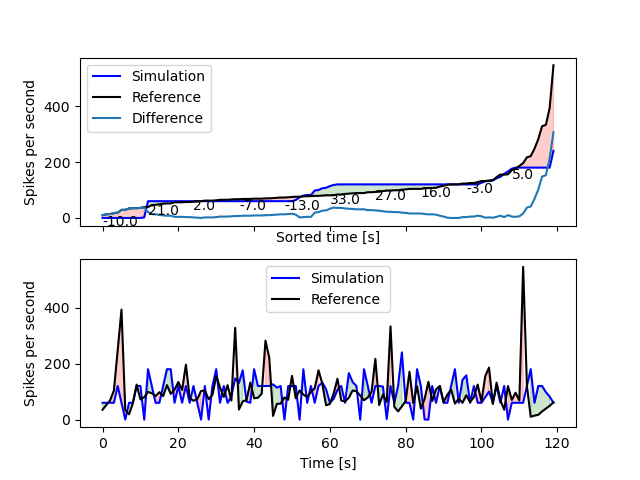 Spikes per second
400
200
0
Simulation
Reference
Difference
-10.0
21.0
2.0
-7.0
-13.0
33.0
27.0
16.0
-3.0
5.0
Sorted time [s]
Spikes per second
400
200
0
Simulation
Reference
0 20 40 60 80 100 120
Time [s]